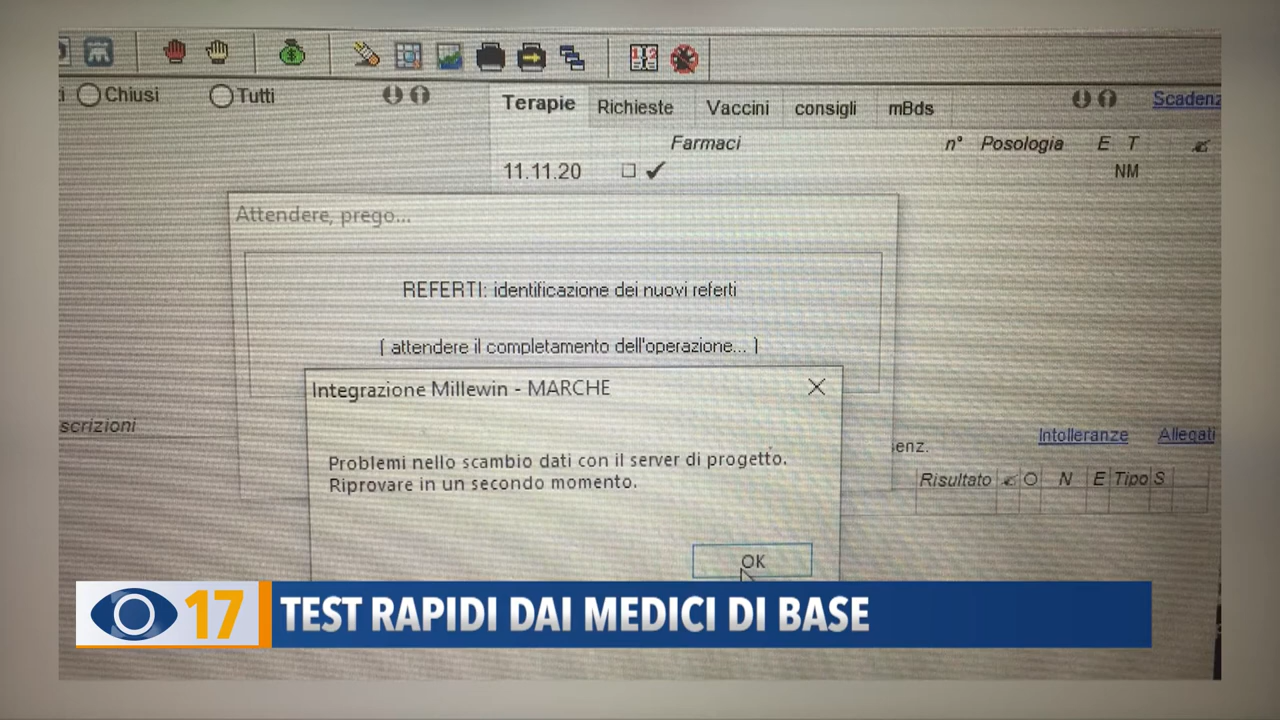 Chiusi
Tutti
Terapie
Richieste
Vaccini
consigli
mBds
Scadenz
Farmaci
n° Posologia E T
11.11.20
NM
Attendere, prego...
REFERTI: identificazione dei nuovi referti
[ attendere il completamento dell'operazione... ]
Integrazione Millewin - MARCHE
scrizioni
Intolleranze
Allegati
enz.
Problemi nello scambio dati con il server di progetto.
Riprovare in un secondo momento.
Risultato O N E Tipo S
OK
17 TEST RAPIDI DAI MEDICI DI BASE